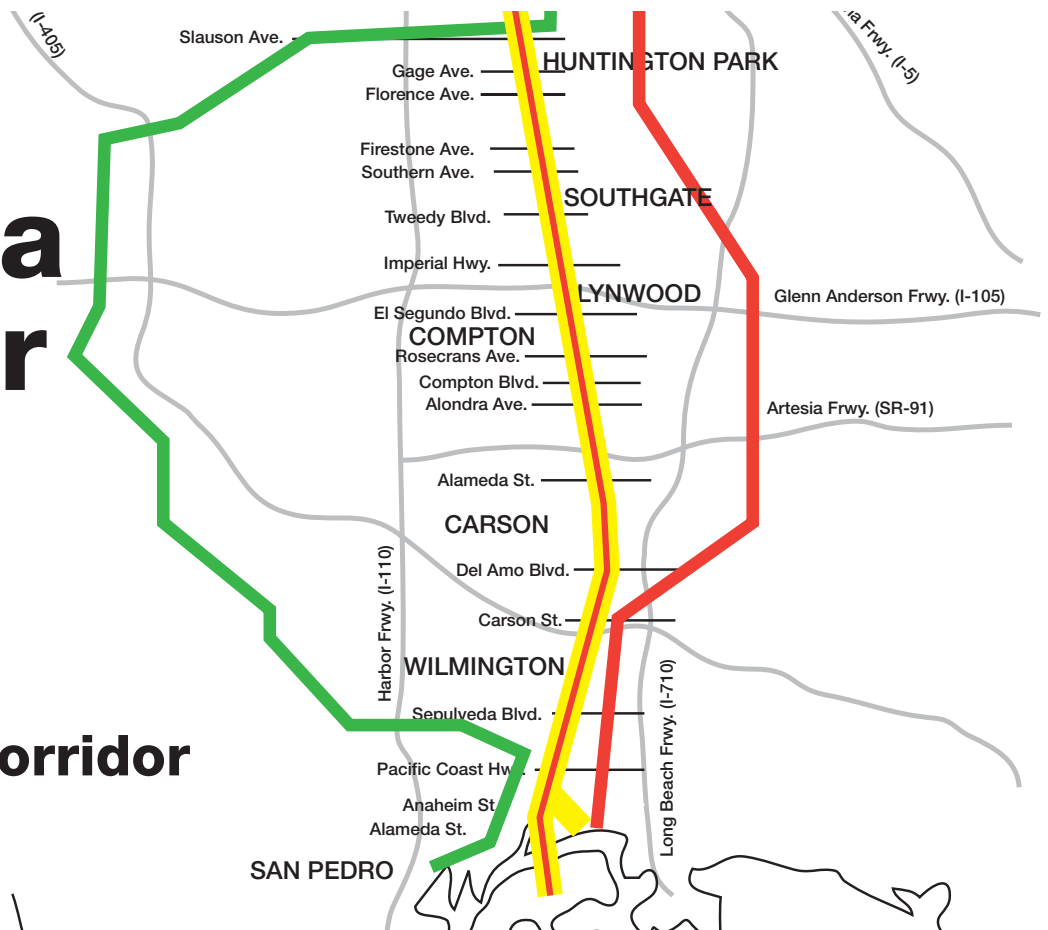 (I-405)
Slauson Ave.
ia Frwy. (I-5)
HUNTINGTON PARK
Gage Ave.
Florence Ave.
Firestone Ave.
Southern Ave.
SOUTHGATE
Tweedy Blvd.
a
Imperial Hwy.
LYNWOOD
Glenn Anderson Frwy. (I-105)
El Segundo Blvd.
COMPTON
r
Rosecrans Ave.
Compton Blvd.
Alondra Ave.
Artesia Frwy. (SR-91)
Alameda St.
CARSON
Del Amo Blvd.
Harbor Frwy. (I-110)
Carson St.
WILMINGTON
Long Beach Frwy. (I-710)
Sepulveda Blvd.
orridor
Pacific Coast Hwy.
Anaheim St
Alameda St.
SAN PEDRO